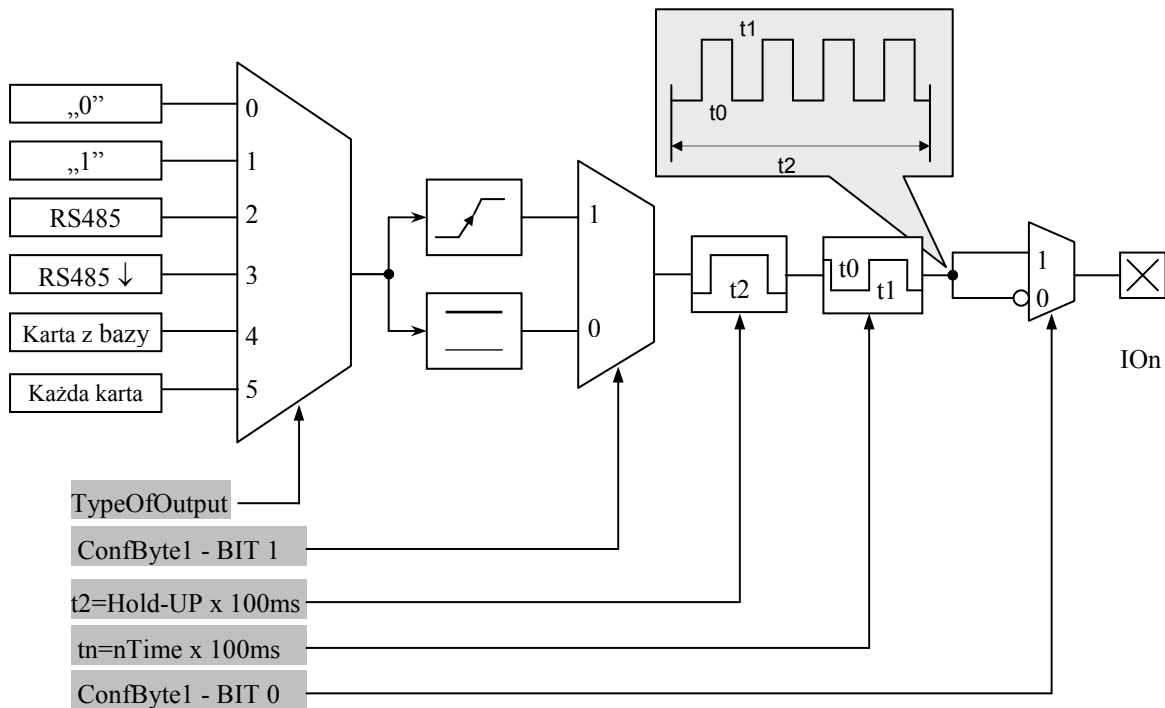 t1
t0
t2
„0”
0
„1”
1
RS485
2
RS485 ↓
3
Karta z bazy
4
Każda karta
5
1
0
t2
t0
t1
1
0
IOn
TypeOfOutput
ConfByte1 - BIT 1
t2=Hold-UP x 100ms
tn=nTime x 100ms
ConfByte1 - BIT 0